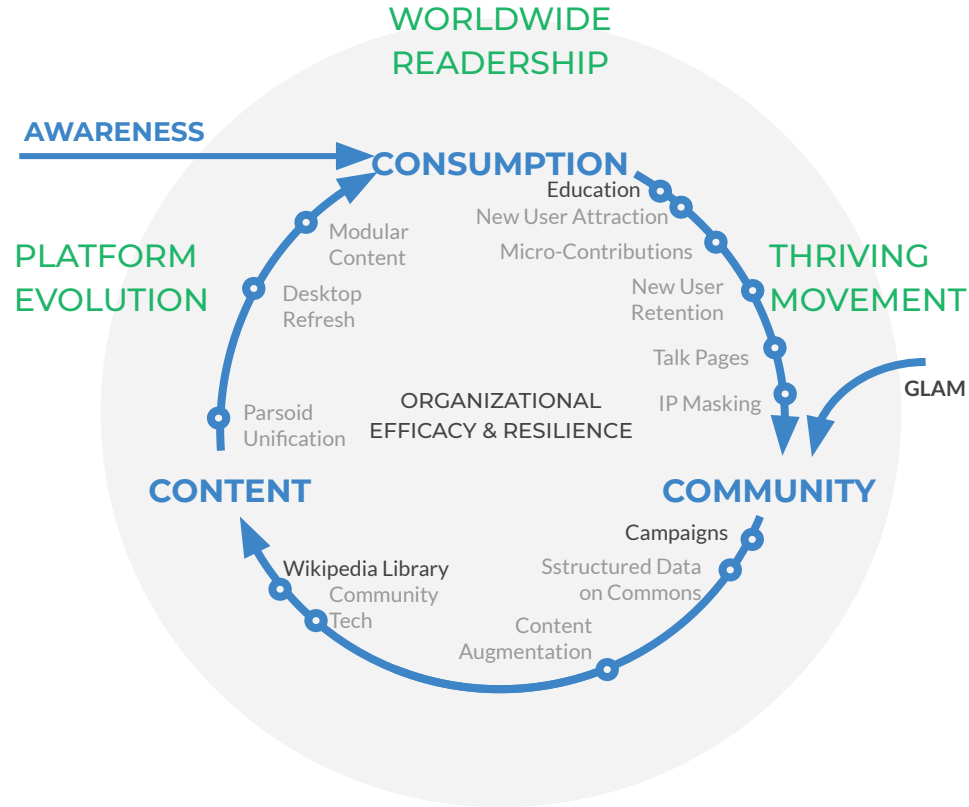 WORLDWIDE
READERSHIP
AWARENESS
CONSUMPTION
Education
New User Attraction
Micro-Contributions
New User
Retention
Talk Pages
IP Masking
THRIVING
MOVEMENT
GLAM
PLATFORM
EVOLUTION
Modular
Content
Desktop
Refresh
Parsoid
Unification
ORGANIZATIONAL
EFFICACY & RESILIENCE
CONTENT
COMMUNITY
Campaigns
Sstructured Data
on Commons
Content
Augmentation
Wikipedia Library
Community
Tech